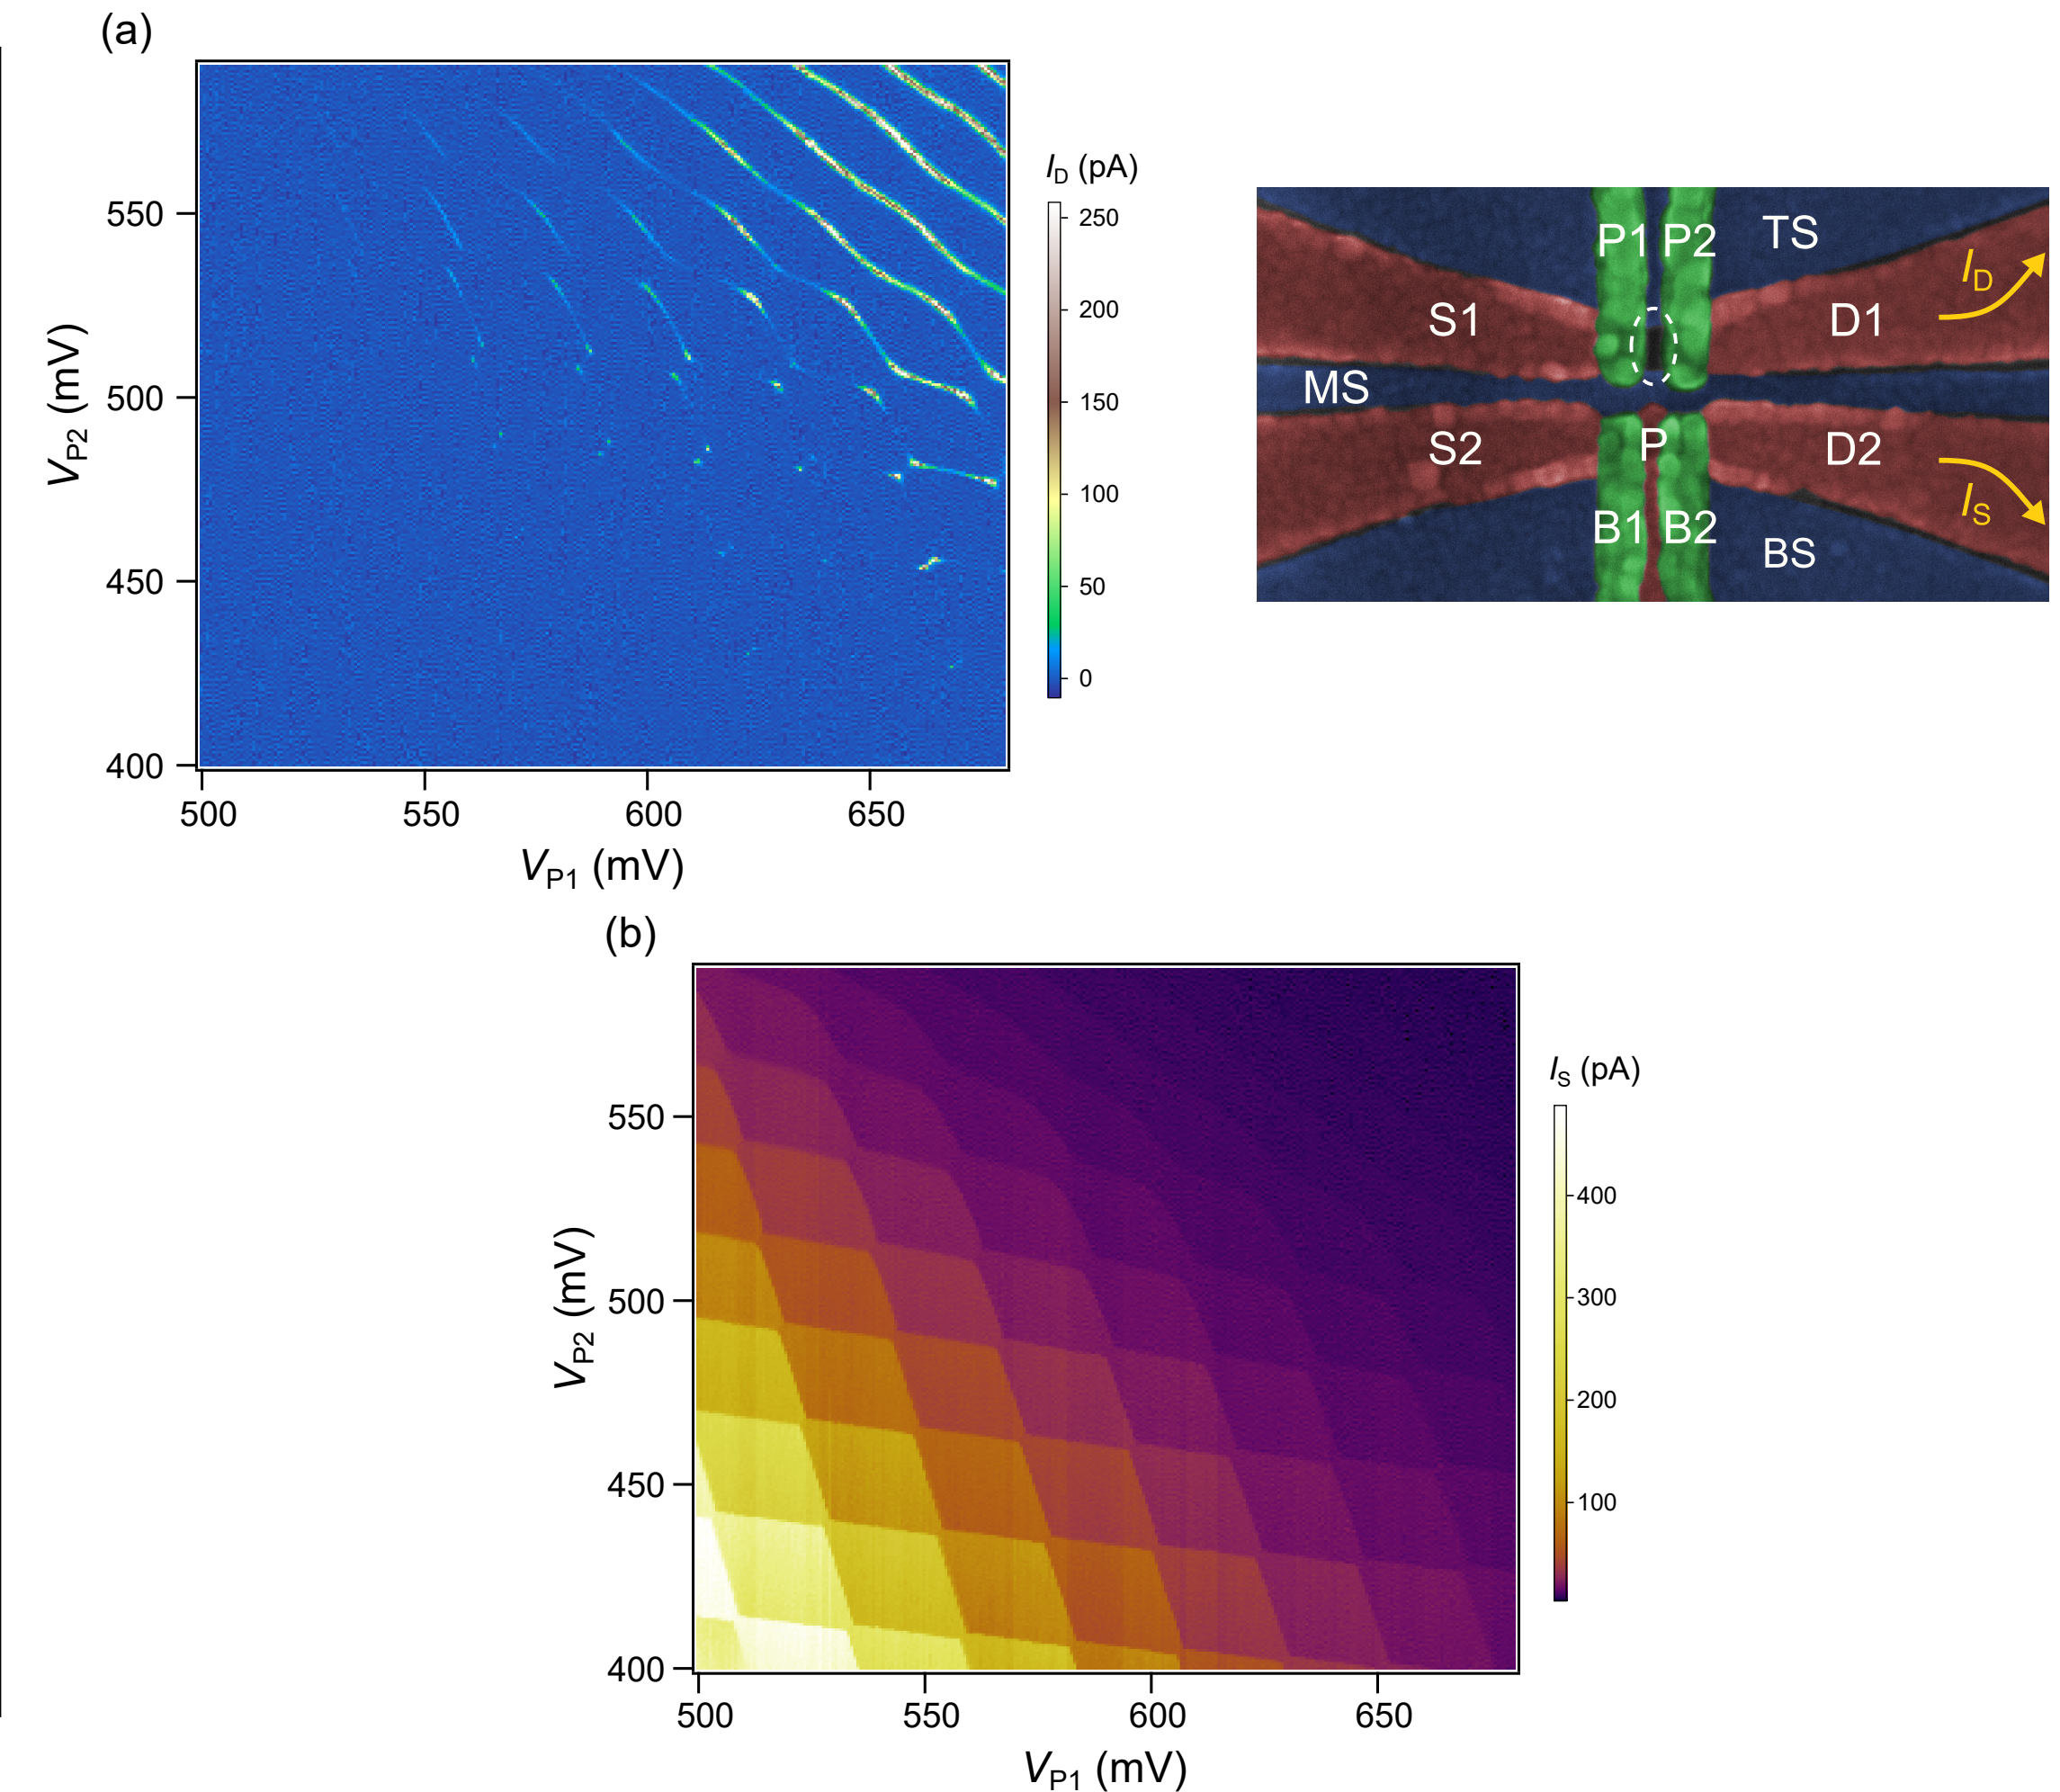 (a)
I_D (pA)
250
200
150
100
50
0
V_P2 (mV)
550
500
450
400
500 550 600 650
V_P1 (mV)
P1 P2 TS
I_D
S1 D1
MS
S2 P D2
I_S
B1 B2 BS
(b)
I_S (pA)
400
300
200
100
V_P2 (mV)
550
500
450
400
500 550 600 650
V_P1 (mV)